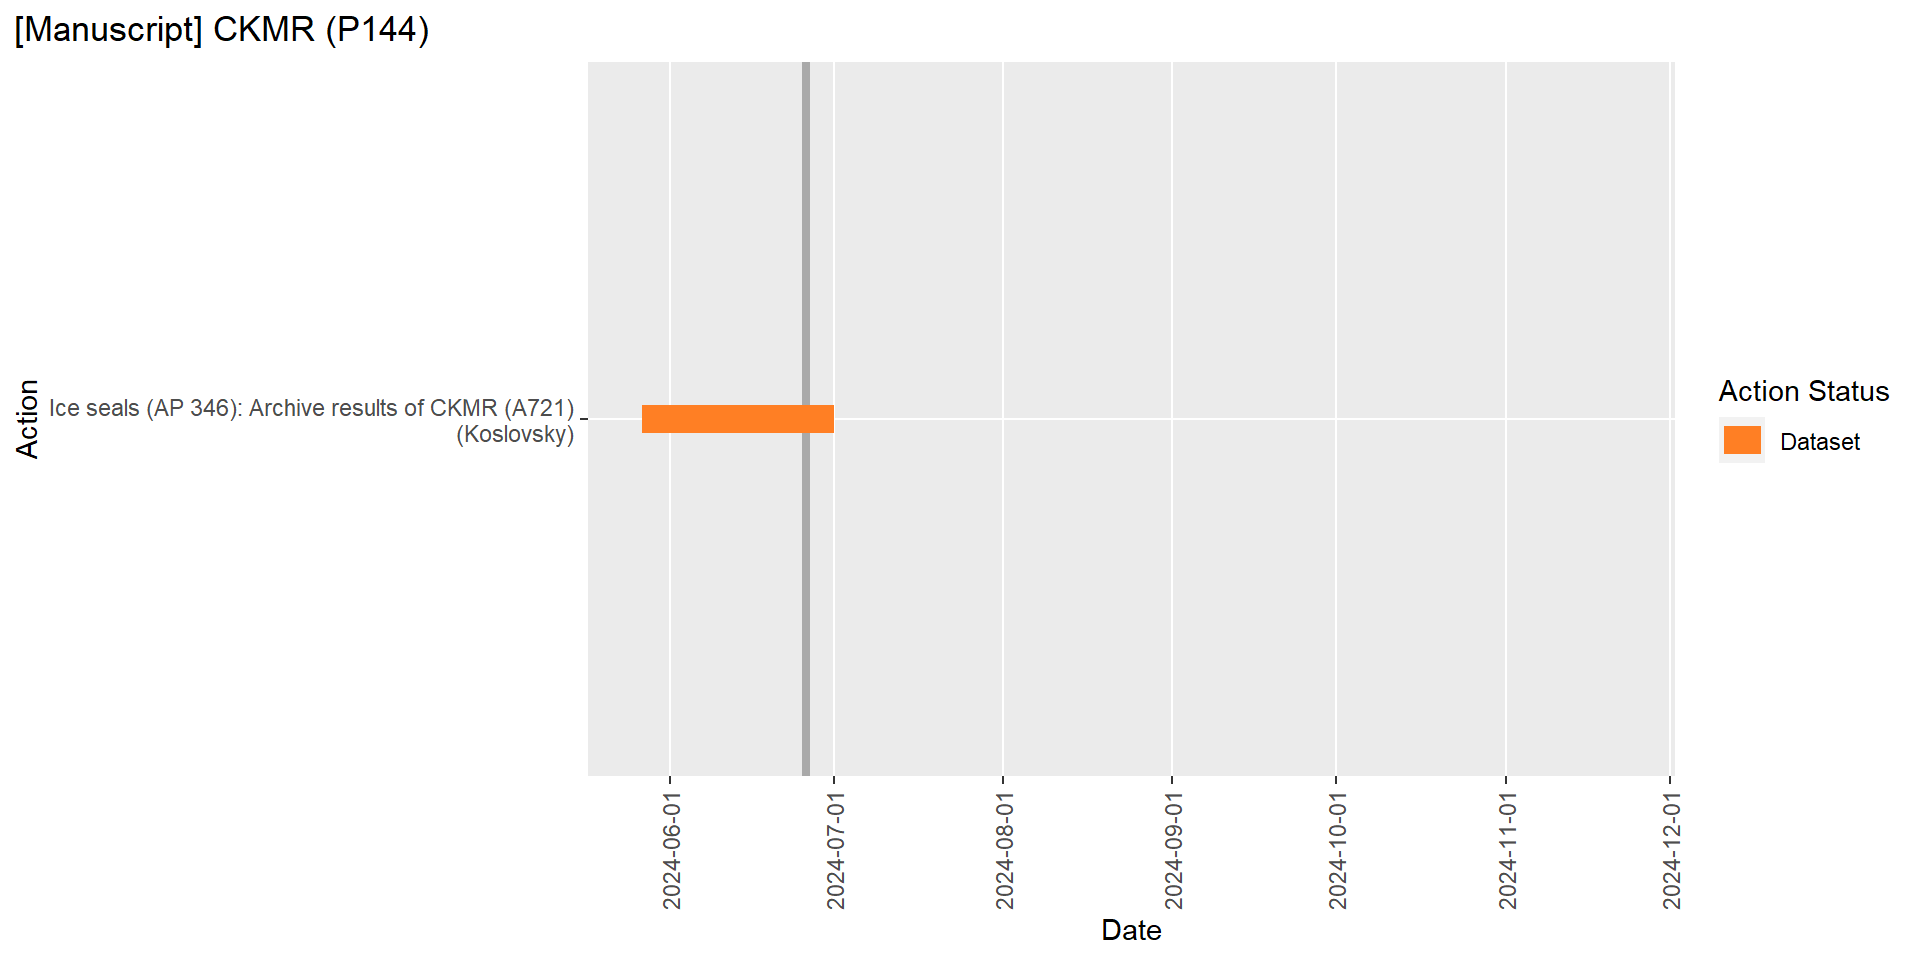 [Manuscript] CKMR (P144)
Action
Ice seals (AP 346): Archive results of CKMR (A721)
(Koslovsky)
2024-06-01
2024-07-01
2024-08-01
2024-09-01
2024-10-01
2024-11-01
2024-12-01
Date
Action Status
Dataset